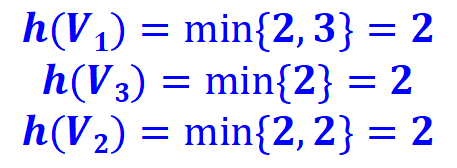 h(V₁) = min{2, 3} = 2
h(V₃) = min{2} = 2
h(V₂) = min{2, 2} = 2